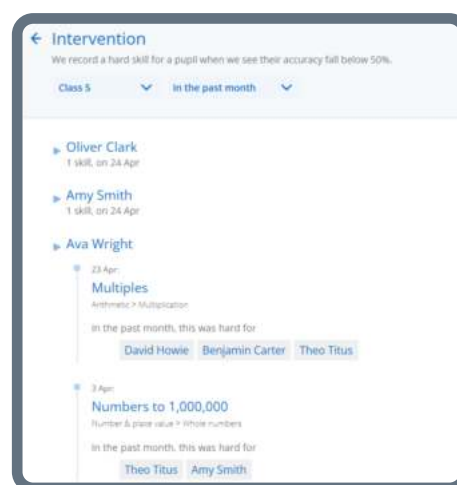 Intervention
We record a hard skill for a pupil when we see their accuracy fall below 50%.
Class 5 In the past month
Oliver Clark
1 skill, on 24 Apr
Amy Smith
1 skill, on 24 Apr
Ava Wright
23 Apr
Multiples
Arithmetic > Multiplication
In the past month, this was hard for
David Howie Benjamin Carter Theo Titus
3 Apr
Numbers to 1,000,000
Number & place value > Whole numbers
In the past month, this was hard for
Theo Titus Amy Smith